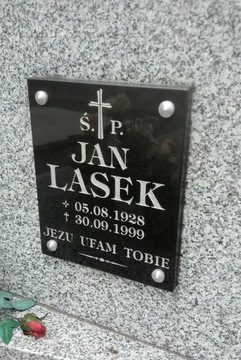 Ś. P.
JAN
LASEK
05.08.1928
† 30.09.1999
JEZU UFAM TOBIE